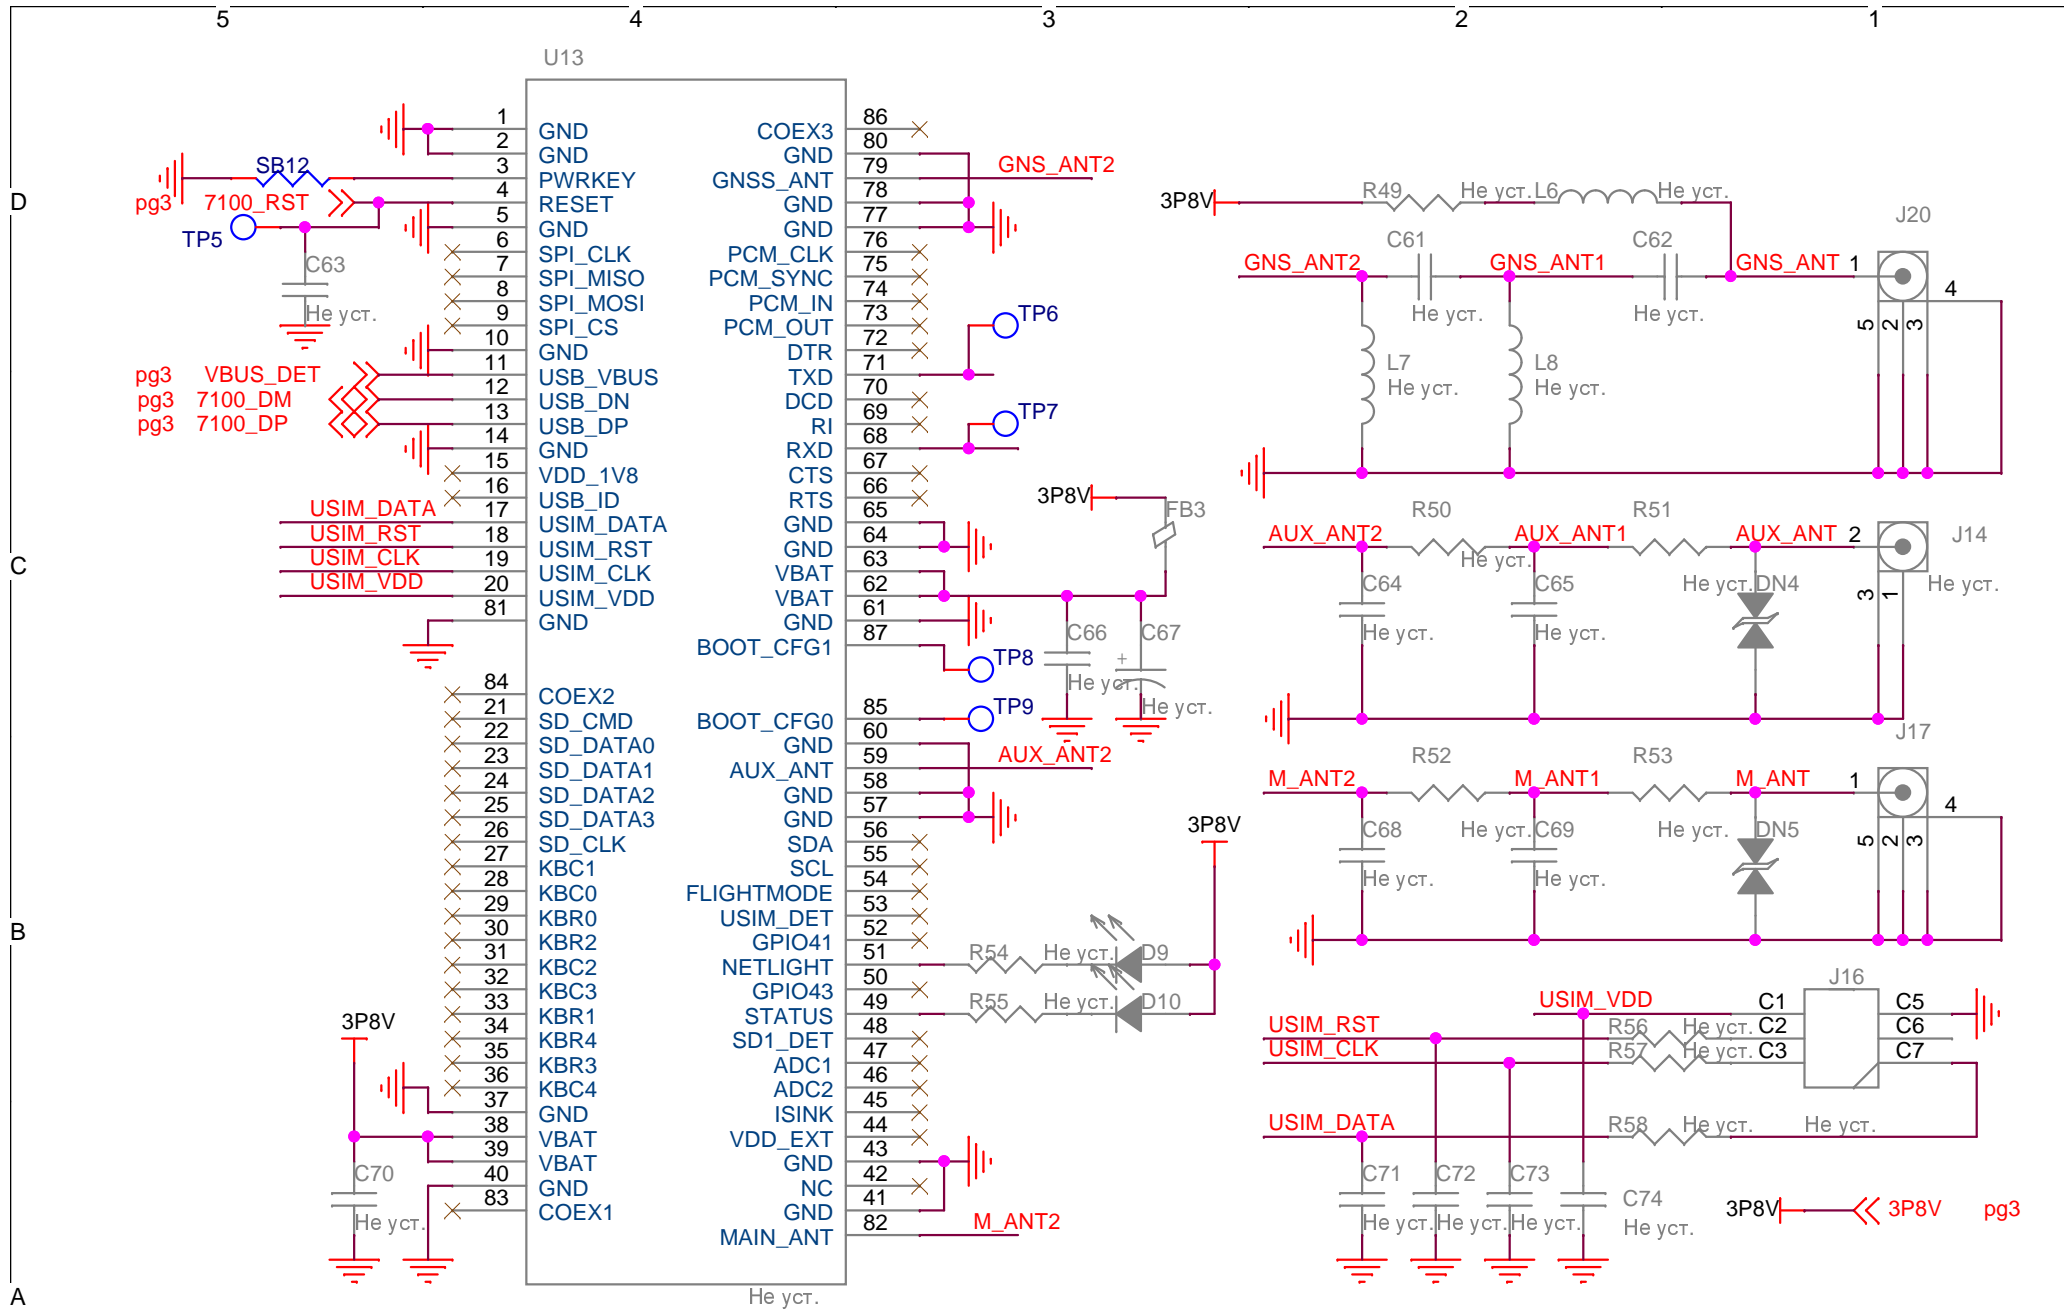 5 4 3 2 1
D
C
B
A
U13
1 GND
2 GND
3 PWRKEY
4 RESET
5 GND
6 SPI_CLK
7 SPI_MISO
8 SPI_MOSI
9 SPI_CS
10 GND
11 USB_VBUS
12 USB_DN
13 USB_DP
14 GND
15 VDD_1V8
16 USB_ID
17 USIM_DATA
18 USIM_RST
19 USIM_CLK
20 USIM_VDD
81 GND
84 COEX2
21 SD_CMD
22 SD_DATA0
23 SD_DATA1
24 SD_DATA2
25 SD_DATA3
26 SD_CLK
27 KBC1
28 KBC0
29 KBR0
30 KBR2
31 KBC2
32 KBC3
33 KBR1
34 KBR4
35 KBR3
36 KBC4
37 GND
38 VBAT
39 VBAT
40 GND
83 COEX1
COEX3 86
GND 80
GNSS_ANT 79
GND 78
GND 77
PCM_CLK 76
PCM_SYNC 75
PCM_IN 74
PCM_OUT 73
DTR 72
TXD 71
DCD 70
RI 69
RXD 68
CTS 67
RTS 66
GND 65
GND 64
VBAT 63
VBAT 62
GND 61
BOOT_CFG1 87
BOOT_CFG0 85
GND 60
AUX_ANT 59
GND 58
GND 57
SDA 56
SCL 55
FLIGHTMODE 54
USIM_DET 53
GPIO41 52
NETLIGHT 51
GPIO43 50
STATUS 49
SD1_DET 48
ADC1 47
ADC2 46
ISINK 45
VDD_EXT 44
GND 43
NC 42
GND 41
MAIN_ANT 82
Не уст.
SB12
pg3 7100_RST
TP5
C63
Не уст.
pg3 VBUS_DET
pg3 7100_DM
pg3 7100_DP
USIM_DATA
USIM_RST
USIM_CLK
USIM_VDD
3P8V
C70
Не уст.
GNS_ANT2
TP6
TP7
3P8V
FB3
C66
Не уст.
C67
+
Не уст.
TP8
TP9
AUX_ANT2
3P8V
R54 Не уст. D9
R55 Не уст. D10
M_ANT2
3P8V R49 Не уст. L6 Не уст.
J20
GNS_ANT2 C61 GNS_ANT1 C62 GNS_ANT 1
Не уст. Не уст.
4
5 2 3
L7
Не уст.
L8
Не уст.
AUX_ANT2 R50 AUX_ANT1 R51 AUX_ANT 2
J14
Не уст.
Не уст. Не уст. DN4
C64
Не уст.
C65
Не уст.
3 1
J17
M_ANT2 R52 M_ANT1 R53 M_ANT 1
4
5 2 3
C68
Не уст.
Не уст. C69
Не уст.
Не уст. DN5
J16
USIM_VDD C1 C5
USIM_RST R56 Не уст. C2 C6
USIM_CLK R57 Не уст. C3 C7
USIM_DATA R58 Не уст. Не уст.
C71
Не уст.
C72
Не уст.
C73
Не уст.
C74
Не уст.
3P8V 3P8V pg3